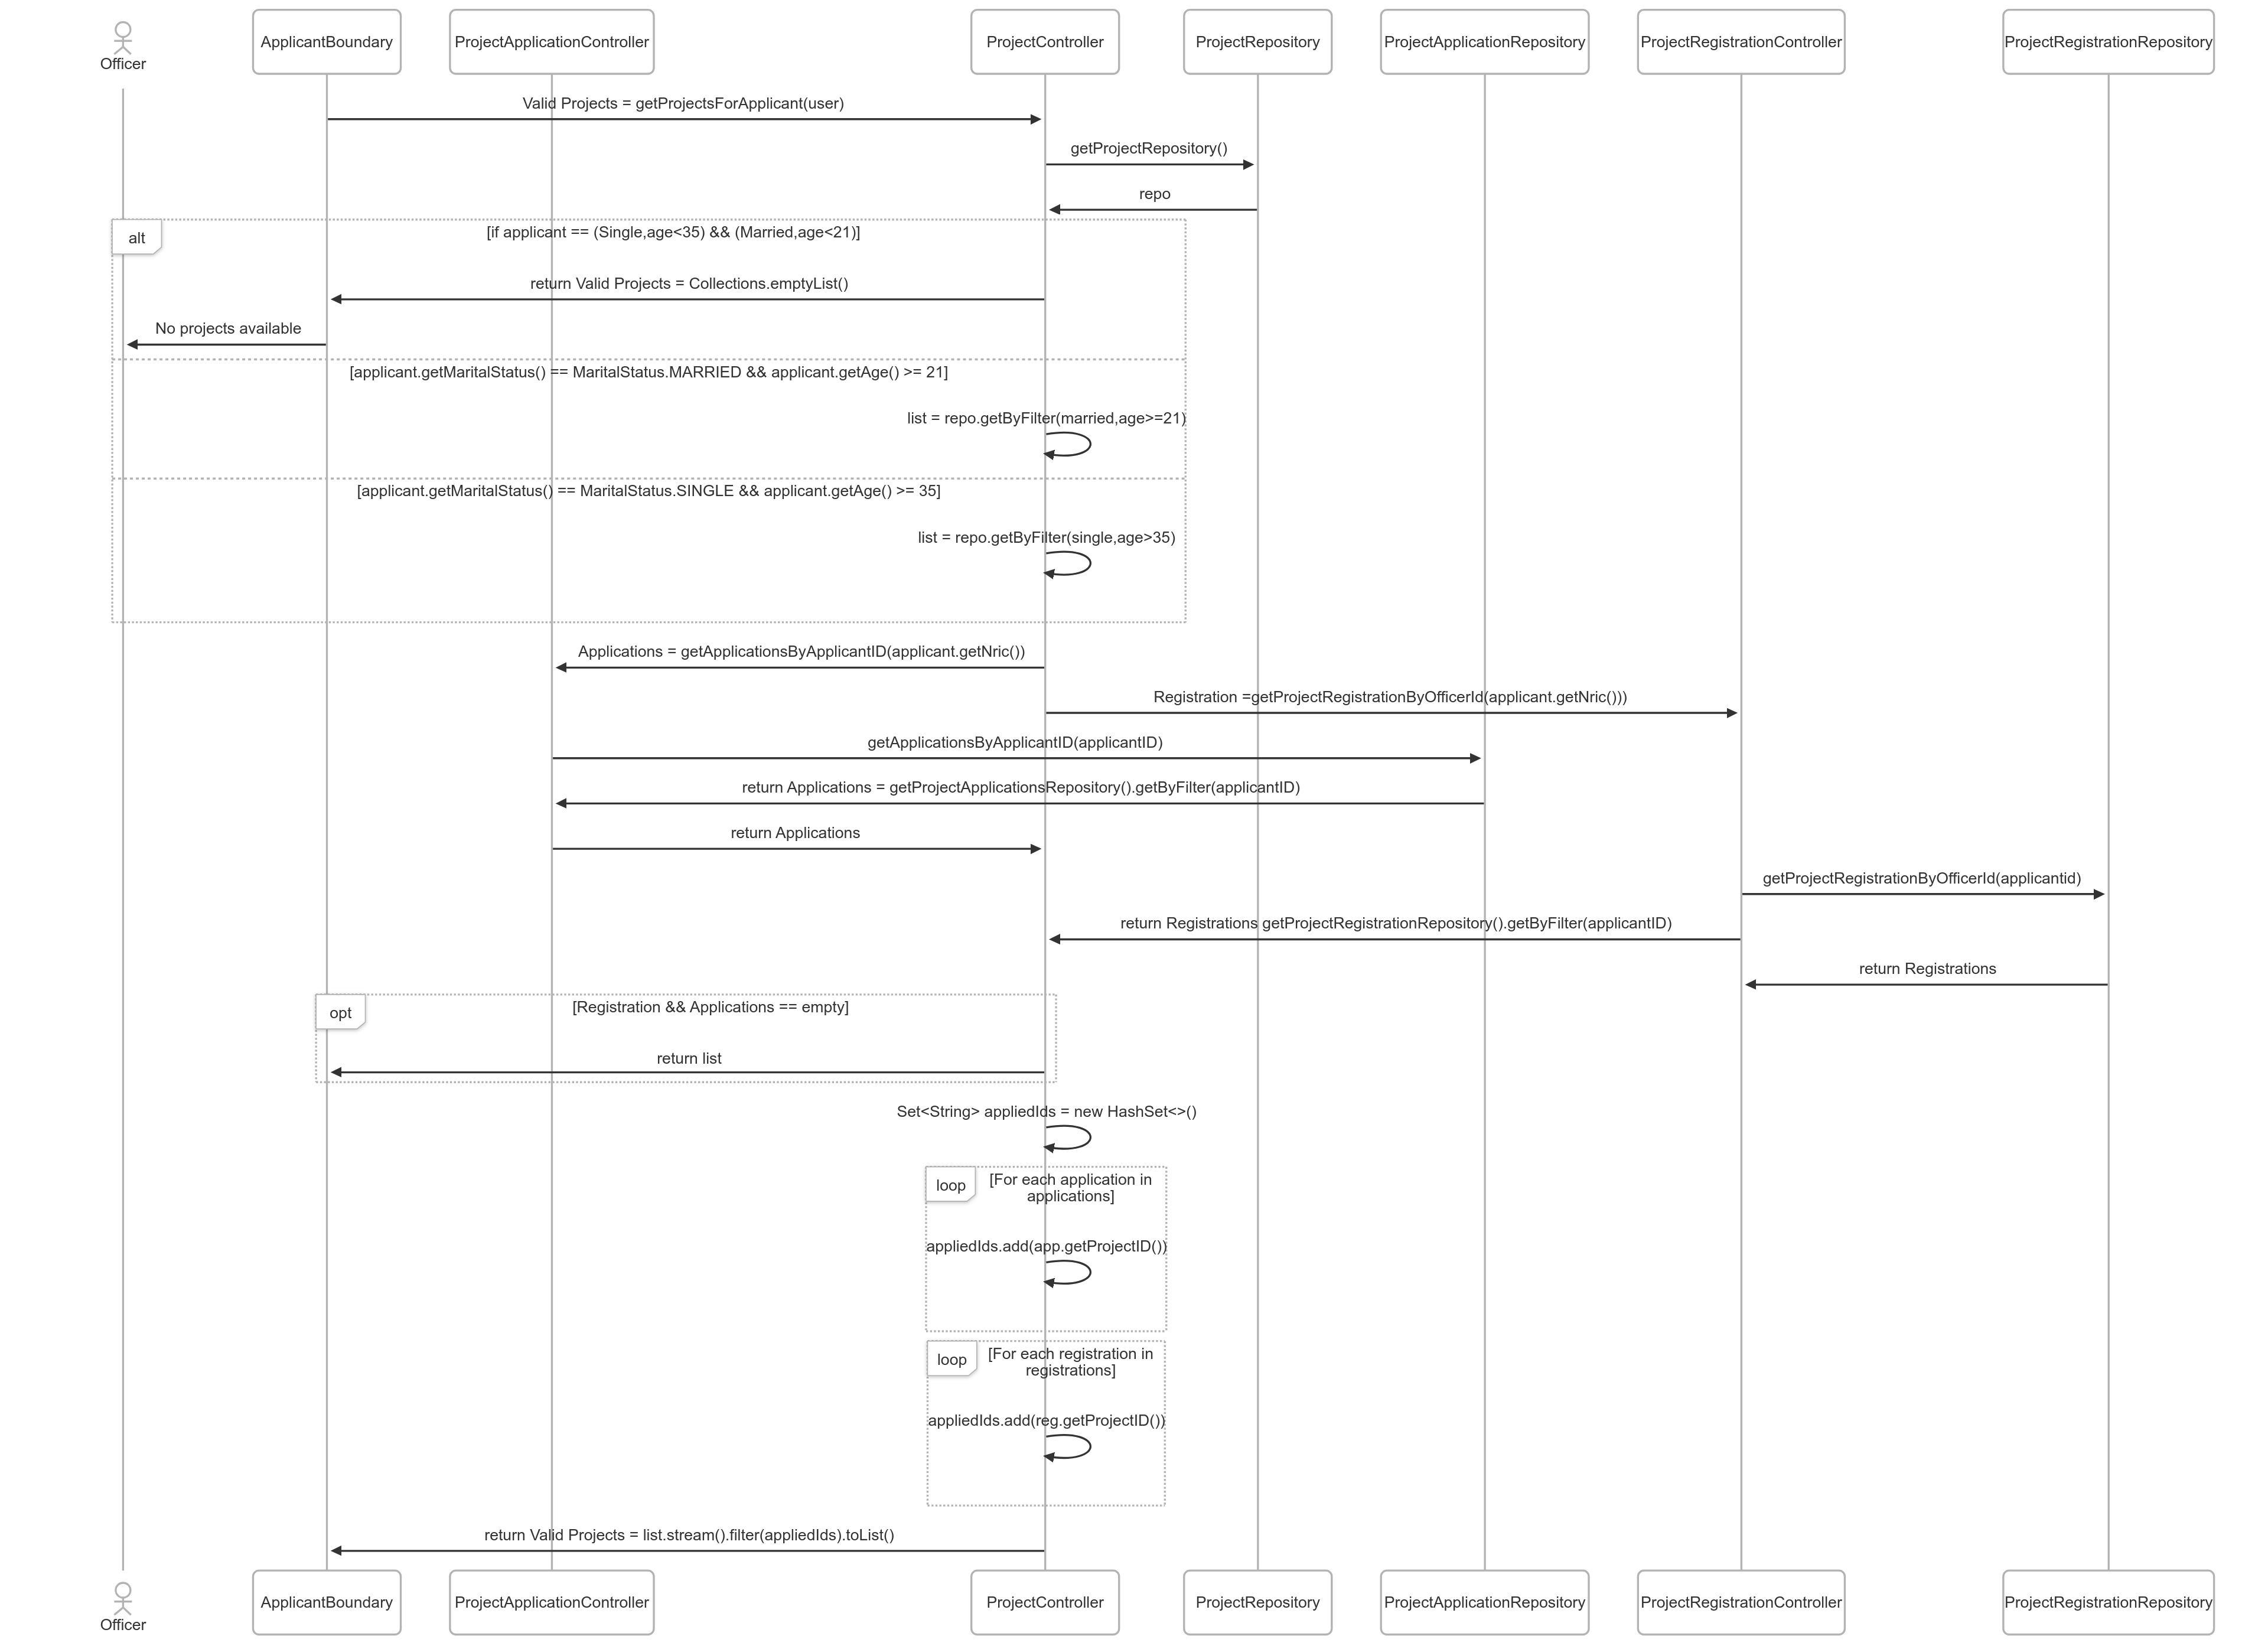 Officer
ApplicantBoundary
ProjectApplicationController
ProjectController
ProjectRepository
ProjectApplicationRepository
ProjectRegistrationController
ProjectRegistrationRepository
Valid Projects = getProjectsForApplicant(user)
getProjectRepository()
repo
alt
[if applicant == (Single,age<35) && (Married,age<21)]
return Valid Projects = Collections.emptyList()
No projects available
[applicant.getMaritalStatus() == MaritalStatus.MARRIED && applicant.getAge() >= 21]
list = repo.getByFilter(married,age>=21)
[applicant.getMaritalStatus() == MaritalStatus.SINGLE && applicant.getAge() >= 35]
list = repo.getByFilter(single,age>35)
Applications = getApplicationsByApplicantID(applicant.getNric())
Registration =getProjectRegistrationByOfficerId(applicant.getNric()))
getApplicationsByApplicantID(applicantID)
return Applications = getProjectApplicationsRepository().getByFilter(applicantID)
return Applications
getProjectRegistrationByOfficerId(applicantid)
return Registrations getProjectRegistrationRepository().getByFilter(applicantID)
return Registrations
opt
[Registration && Applications == empty]
return list
Set<String> appliedIds = new HashSet<>()
loop
[For each application in
applications]
appliedIds.add(app.getProjectID())
loop
[For each registration in
registrations]
appliedIds.add(reg.getProjectID())
return Valid Projects = list.stream().filter(appliedIds).toList()
Officer
ApplicantBoundary
ProjectApplicationController
ProjectController
ProjectRepository
ProjectApplicationRepository
ProjectRegistrationController
ProjectRegistrationRepository